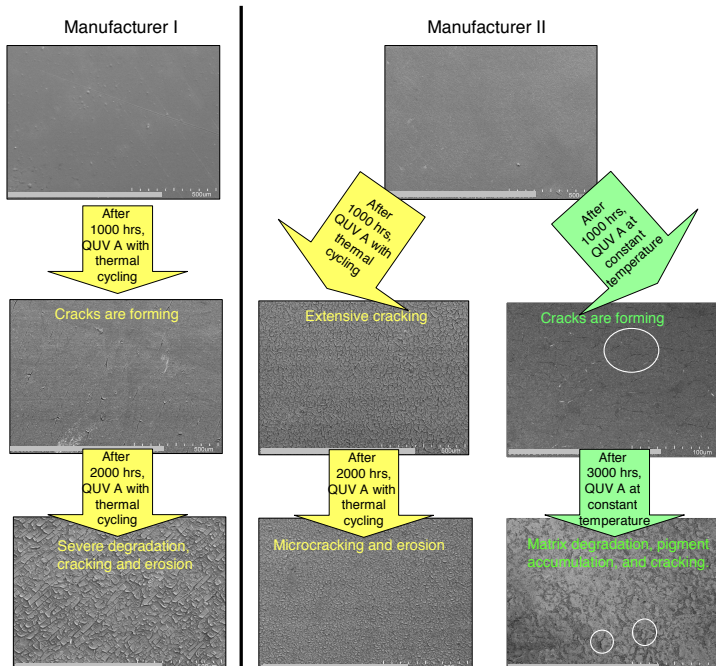 Manufacturer I
Manufacturer II
500um
After
1000 hrs,
QUV A with
thermal
cycling
After
1000 hrs,
QUV A with
thermal
cycling
After
1000 hrs,
QUV A at
constant
temperature
Cracks are forming
Extensive cracking
Cracks are forming
500um
100um
After
2000 hrs,
QUV A with
thermal
cycling
After
2000 hrs,
QUV A with
thermal
cycling
After
3000 hrs,
QUV A at
constant
temperature
Severe degradation,
cracking and erosion
Microcracking and erosion
Matrix degradation, pigment
accumulation, and cracking.